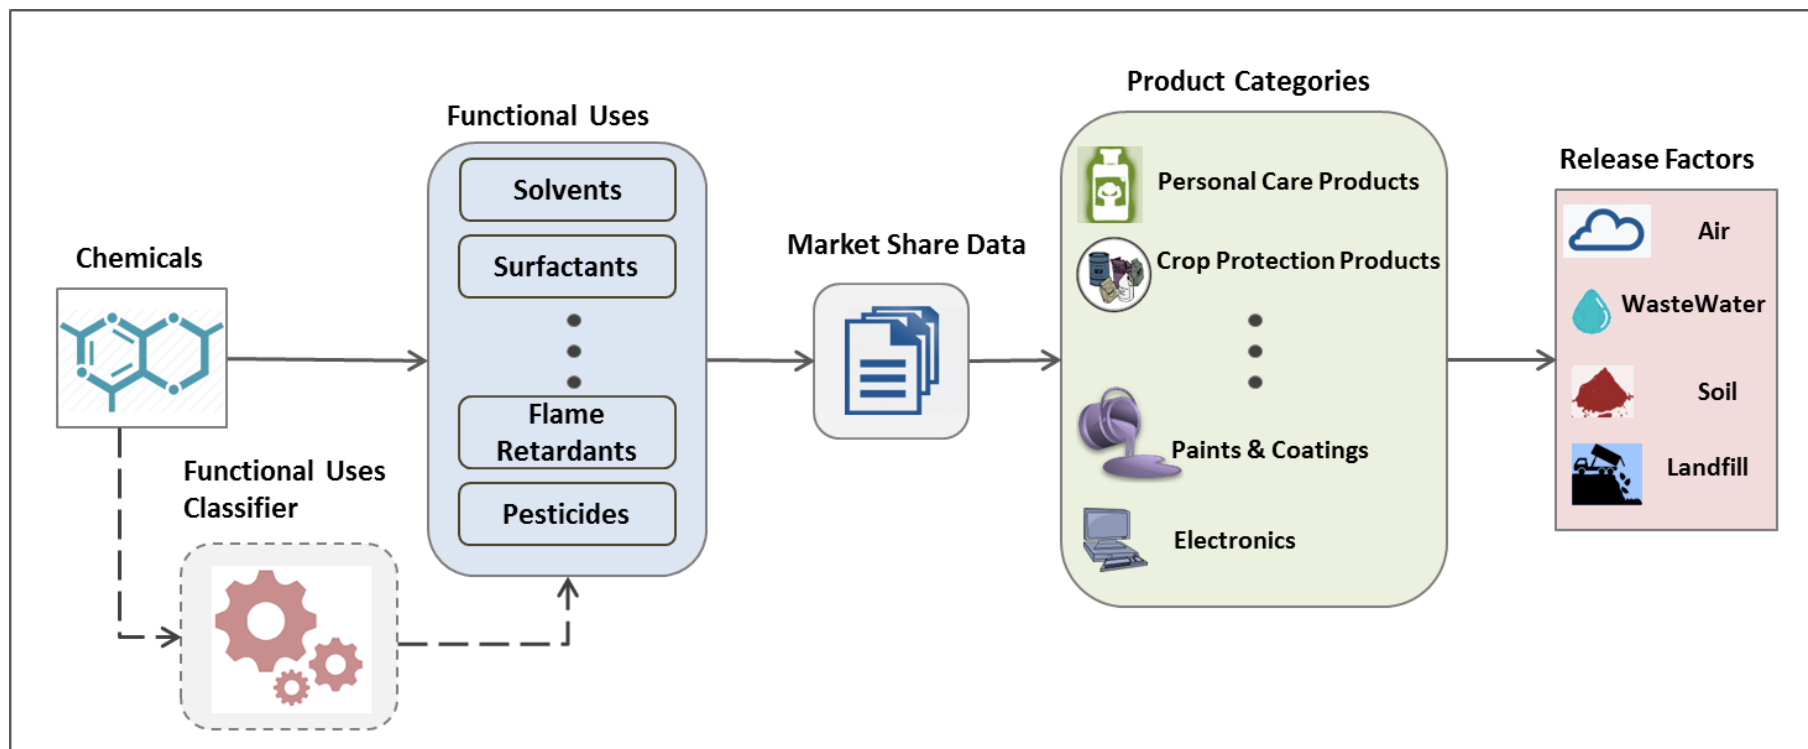 Chemicals
Functional Uses
Classifier
Functional Uses
Solvents
Surfactants
Flame
Retardants
Pesticides
Market Share Data
Product Categories
Personal Care Products
Crop Protection Products
Paints & Coatings
Electronics
Release Factors
Air
WasteWater
Soil
Landfill